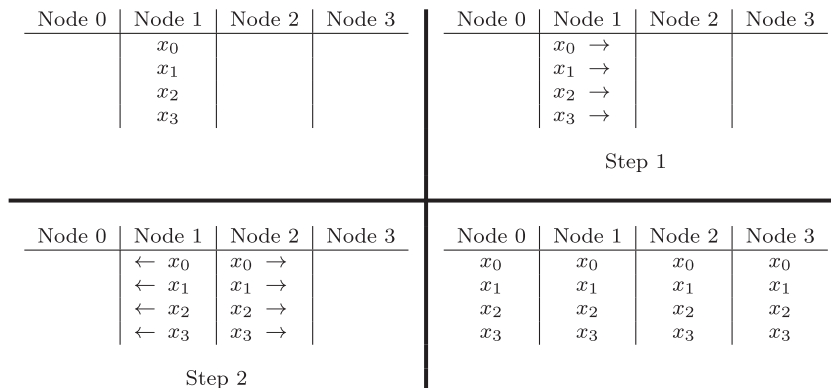 Node 0 Node 1 Node 2 Node 3
x₀
x₁
x₂
x₃
Node 0 Node 1 Node 2 Node 3
x₀ →
x₁ →
x₂ →
x₃ →
Step 1
Node 0 Node 1 Node 2 Node 3
← x₀ x₀ →
← x₁ x₁ →
← x₂ x₂ →
← x₃ x₃ →
Step 2
Node 0 Node 1 Node 2 Node 3
x₀ x₀ x₀ x₀
x₁ x₁ x₁ x₁
x₂ x₂ x₂ x₂
x₃ x₃ x₃ x₃